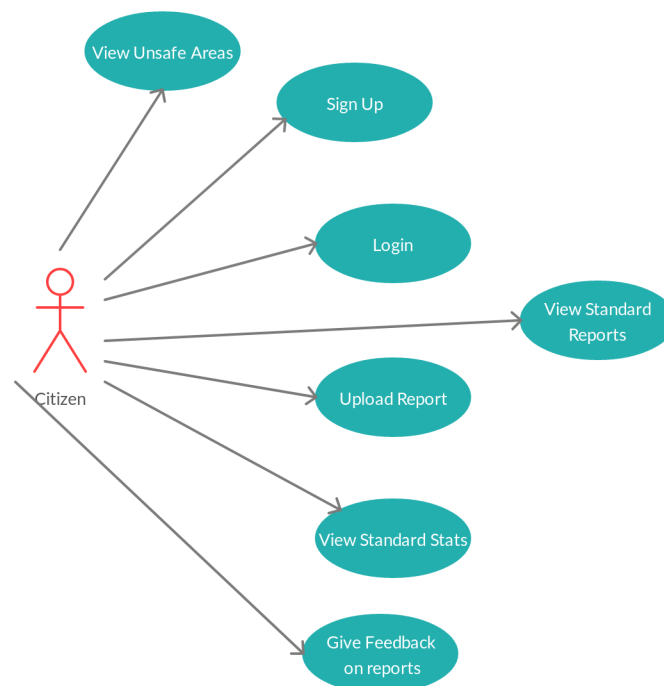 View Unsafe Areas
Sign Up
Login
View Standard
Reports
Upload Report
Citizen
View Standard Stats
Give Feedback
on reports